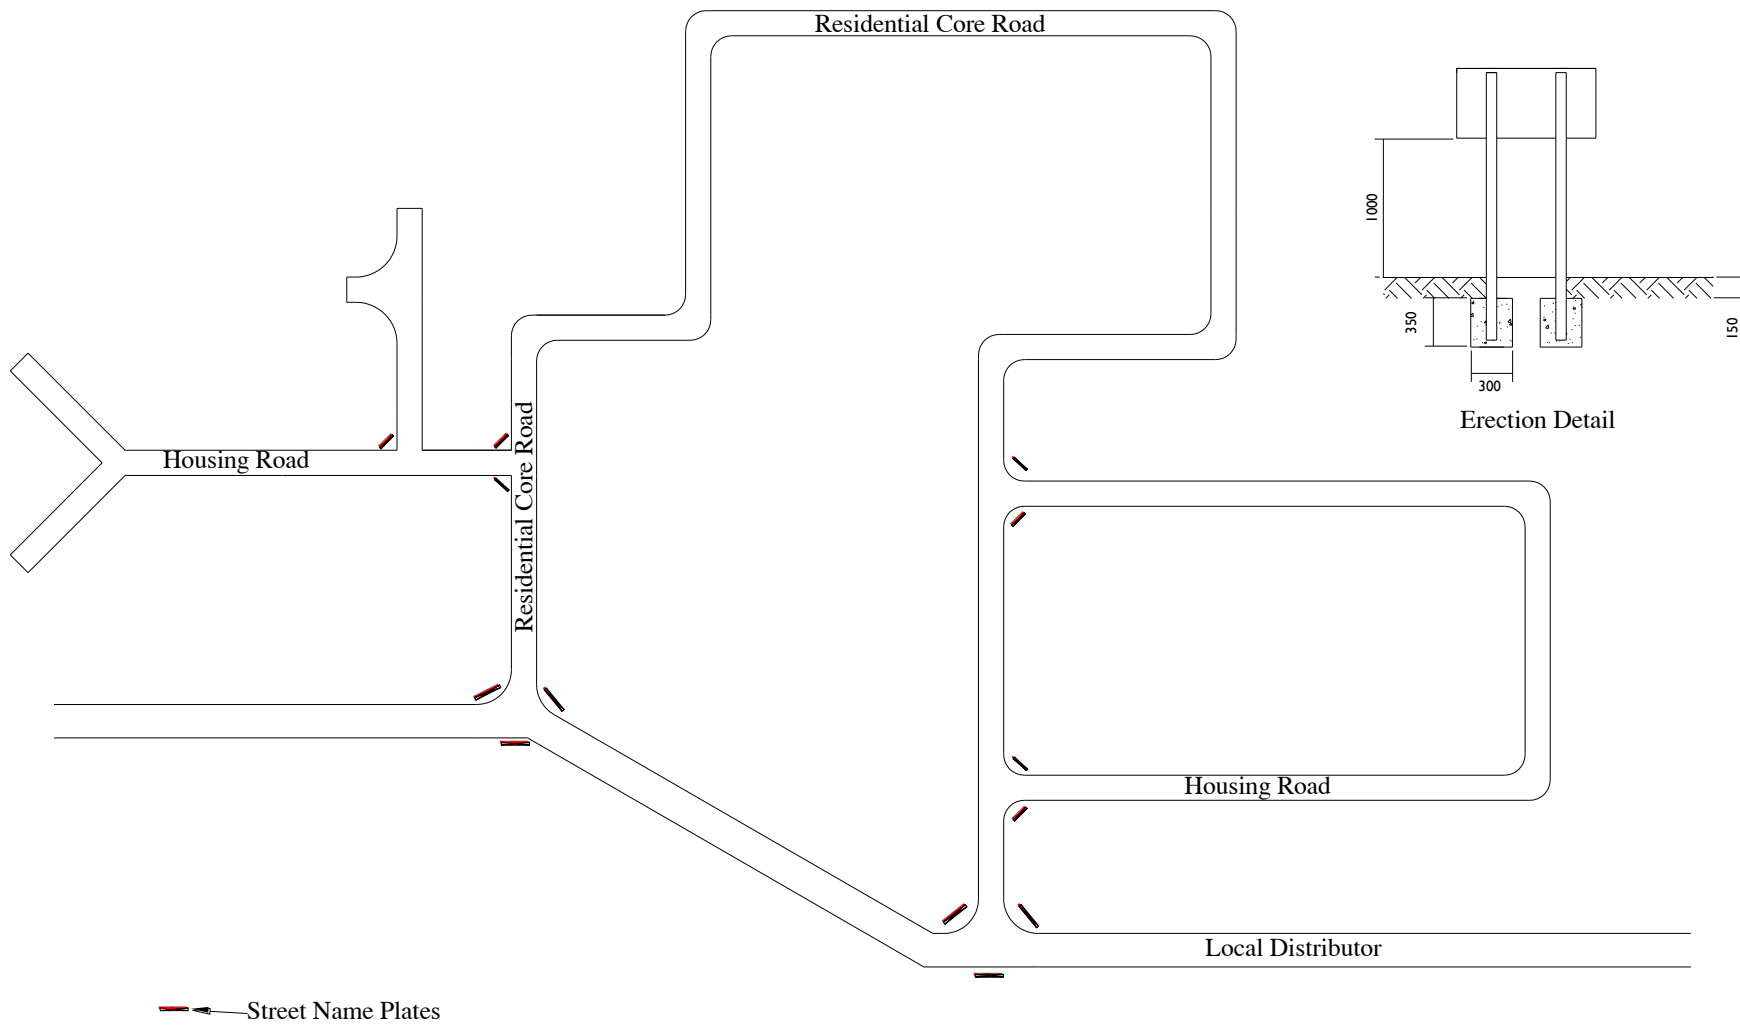 Residential Core Road
1000
350
150
300
Erection Detail
Housing Road
Residential Core Road
Housing Road
Local Distributor
Street Name Plates